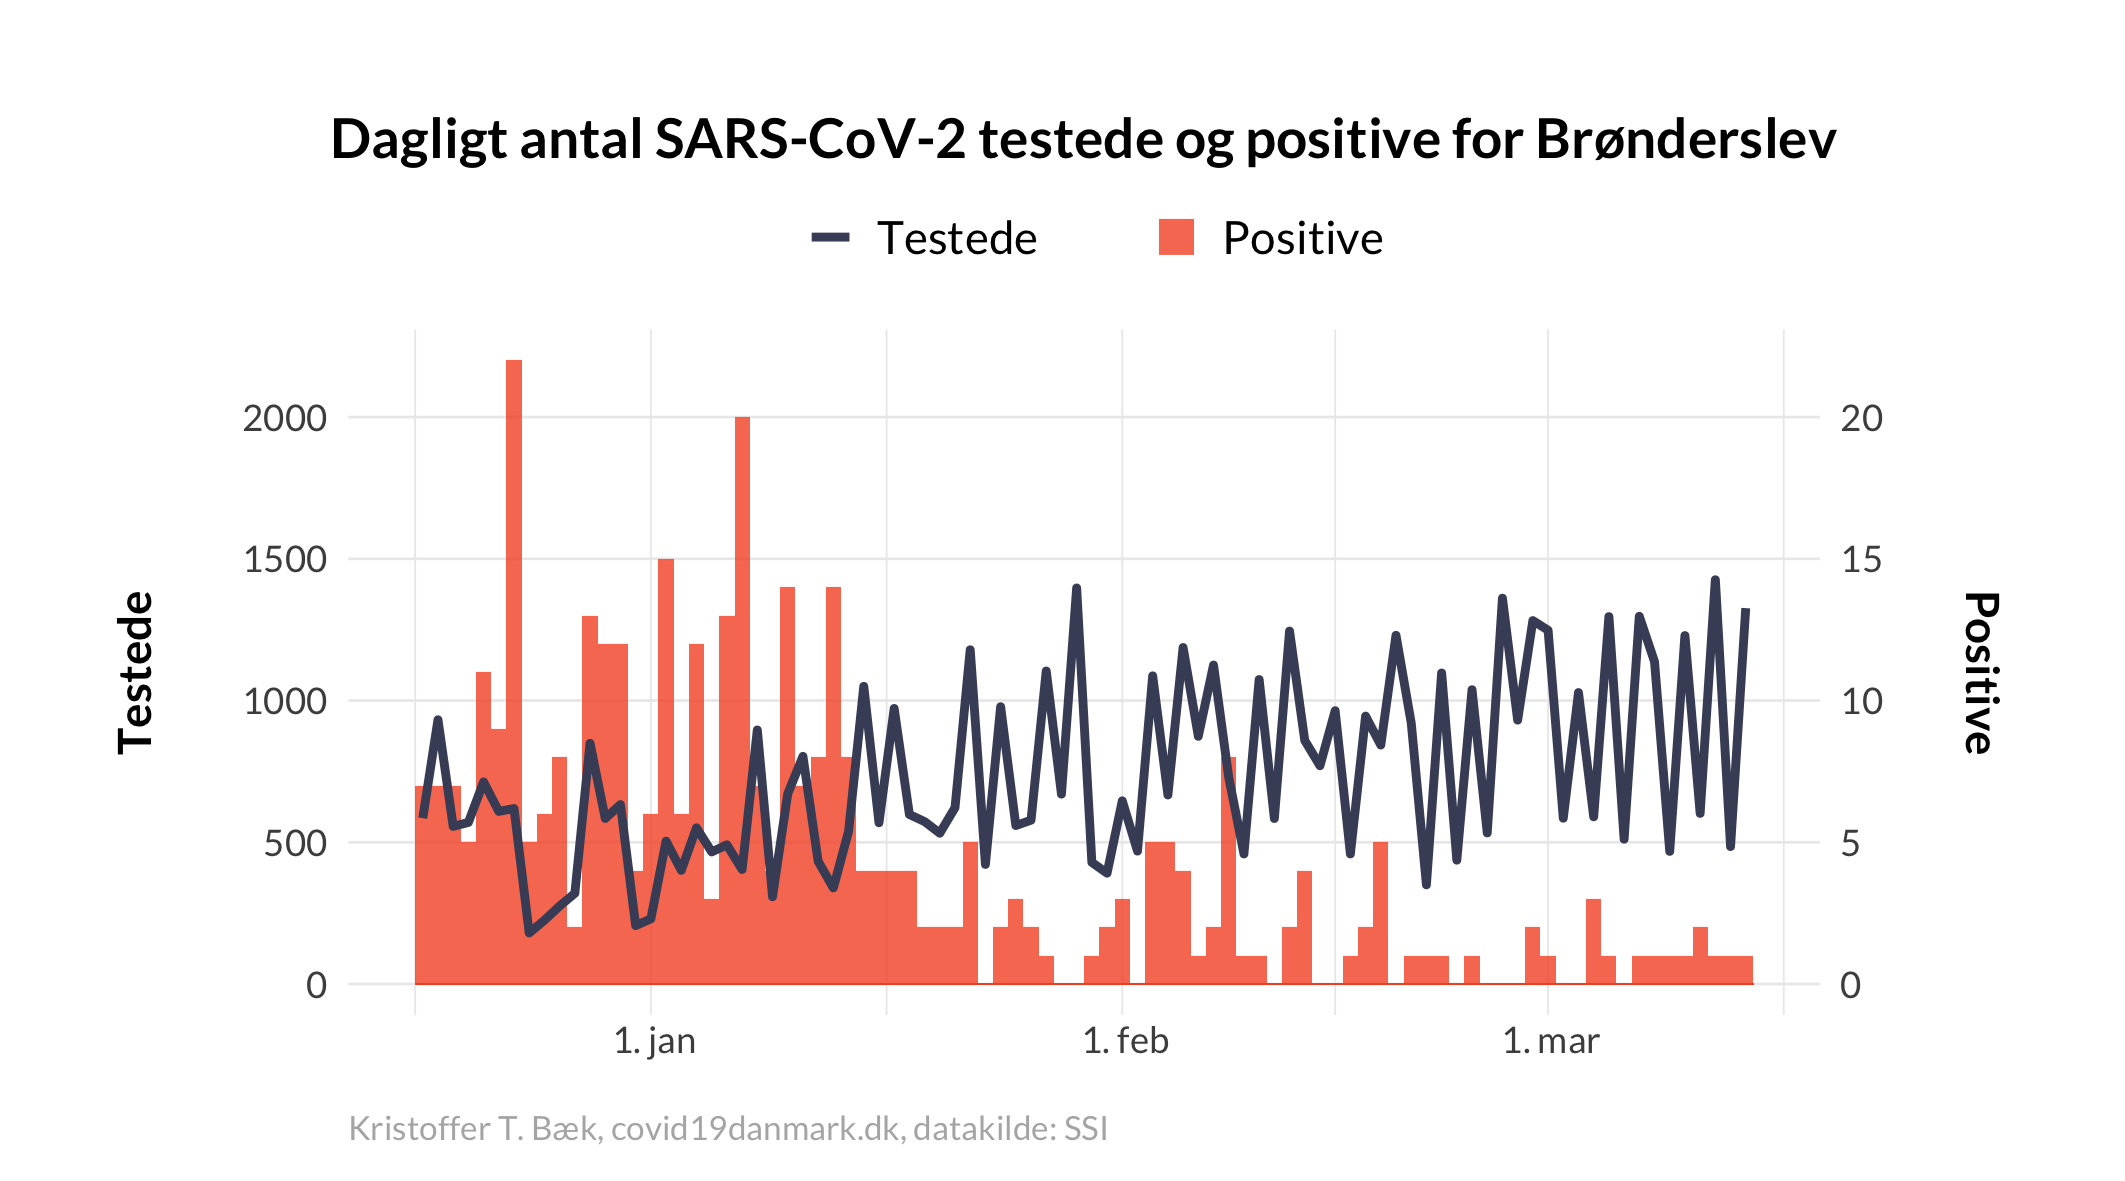 Dagligt antal SARS-CoV-2 testede og positive for Brønderslev
Testede Positive
2000 20
1500 15
1000 10
500 5
0 0
Testede
Positive
1. jan 1. feb 1. mar
Kristoffer T. Bæk, covid19danmark.dk, datakilde: SSI